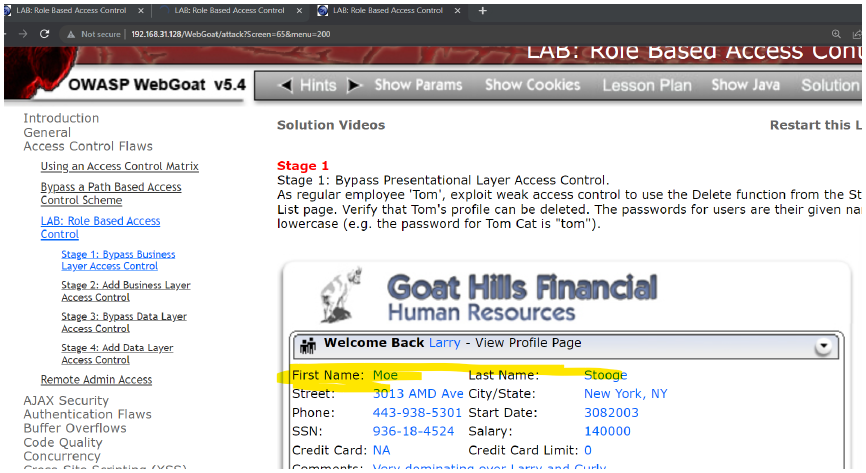 LAB: Role Based Access Control
LAB: Role Based Access Control
LAB: Role Based Access Control
Not secure | 192.168.31.128/WebGoat/attack?Screen=65&menu=200
LAB: Role Based Access Cont
OWASP WebGoat v5.4
Hints Show Params Show Cookies Lesson Plan Show Java Solution
Introduction
General
Access Control Flaws
Using an Access Control Matrix
Bypass a Path Based Access
Control Scheme
LAB: Role Based Access
Control
Stage 1: Bypass Business
Layer Access Control
Stage 2: Add Business Layer
Access Control
Stage 3: Bypass Data Layer
Access Control
Stage 4: Add Data Layer
Access Control
Remote Admin Access
AJAX Security
Authentication Flaws
Buffer Overflows
Code Quality
Concurrency
Cross-Site Scripting (XSS)
Solution Videos Restart this L
Stage 1
Stage 1: Bypass Presentational Layer Access Control.
As regular employee 'Tom', exploit weak access control to use the Delete function from the St
List page. Verify that Tom's profile can be deleted. The passwords for users are their given na
lowercase (e.g. the password for Tom Cat is "tom").
Goat Hills Financial
Human Resources
Welcome Back Larry - View Profile Page
First Name: Moe Last Name: Stooge
Street: 3013 AMD Ave City/State: New York, NY
Phone: 443-938-5301 Start Date: 3082003
SSN: 936-18-4524 Salary: 140000
Credit Card: NA Credit Card Limit: 0
Comments: Very dominating over Larry and Curly